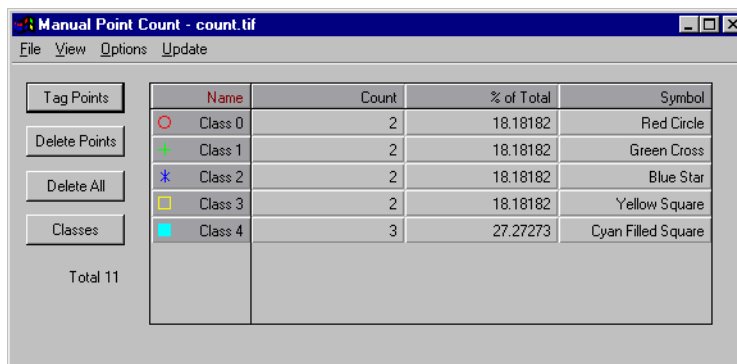 Manual Point Count - count.tif
File View Options Update
Tag Points
Delete Points
Delete All
Classes
Total 11
Name Count % of Total Symbol
Class 0 2 18.18182 Red Circle
Class 1 2 18.18182 Green Cross
Class 2 2 18.18182 Blue Star
Class 3 2 18.18182 Yellow Square
Class 4 3 27.27273 Cyan Filled Square